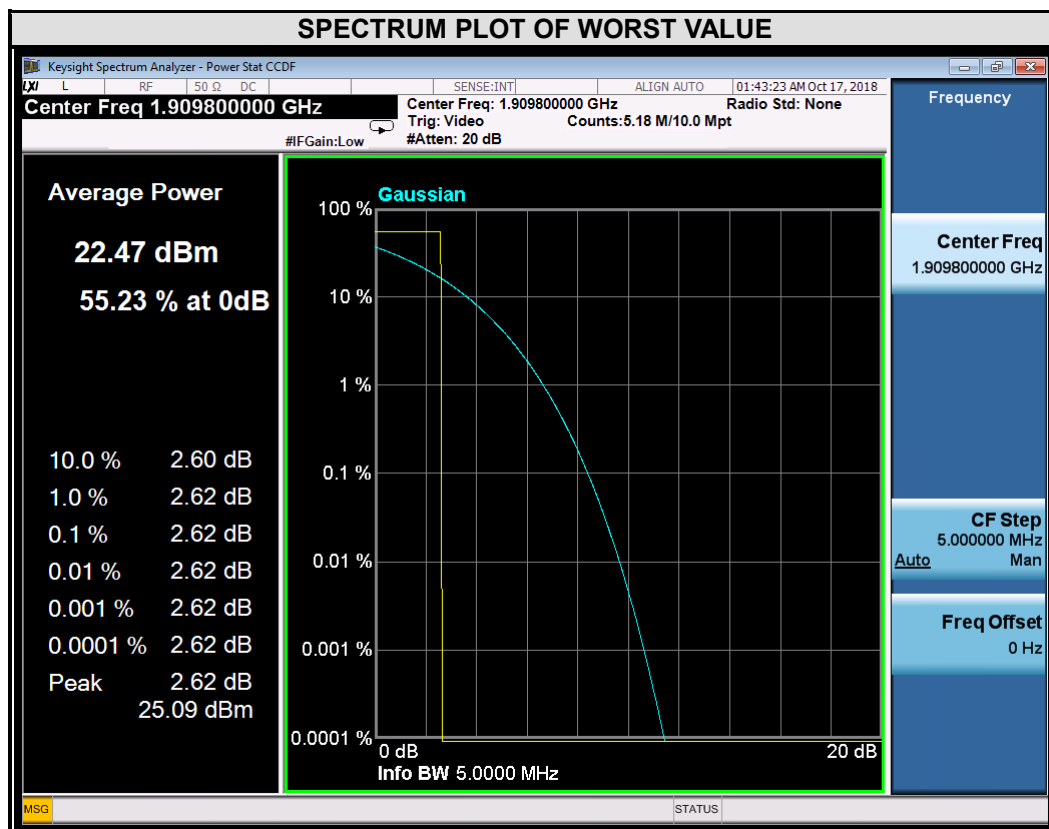 SPECTRUM PLOT OF WORST VALUE
Keysight Spectrum Analyzer - Power Stat CCDF
LXI L RF 50 Ω DC SENSE:INT ALIGN AUTO 01:43:23 AM Oct 17, 2018
Center Freq 1.909800000 GHz
#IFGain:Low
Center Freq: 1.909800000 GHz Radio Std: None
Trig: Video Counts:5.18 M/10.0 Mpt
#Atten: 20 dB
Average Power
22.47 dBm
55.23 % at 0dB
10.0 % 2.60 dB
1.0 % 2.62 dB
0.1 % 2.62 dB
0.01 % 2.62 dB
0.001 % 2.62 dB
0.0001 % 2.62 dB
Peak 2.62 dB
25.09 dBm
Gaussian
100 %
10 %
1 %
0.1 %
0.01 %
0.001 %
0.0001 %
0 dB 20 dB
Info BW 5.0000 MHz
Frequency
Center Freq
1.909800000 GHz
CF Step
5.000000 MHz
Auto Man
Freq Offset
0 Hz
MSG STATUS